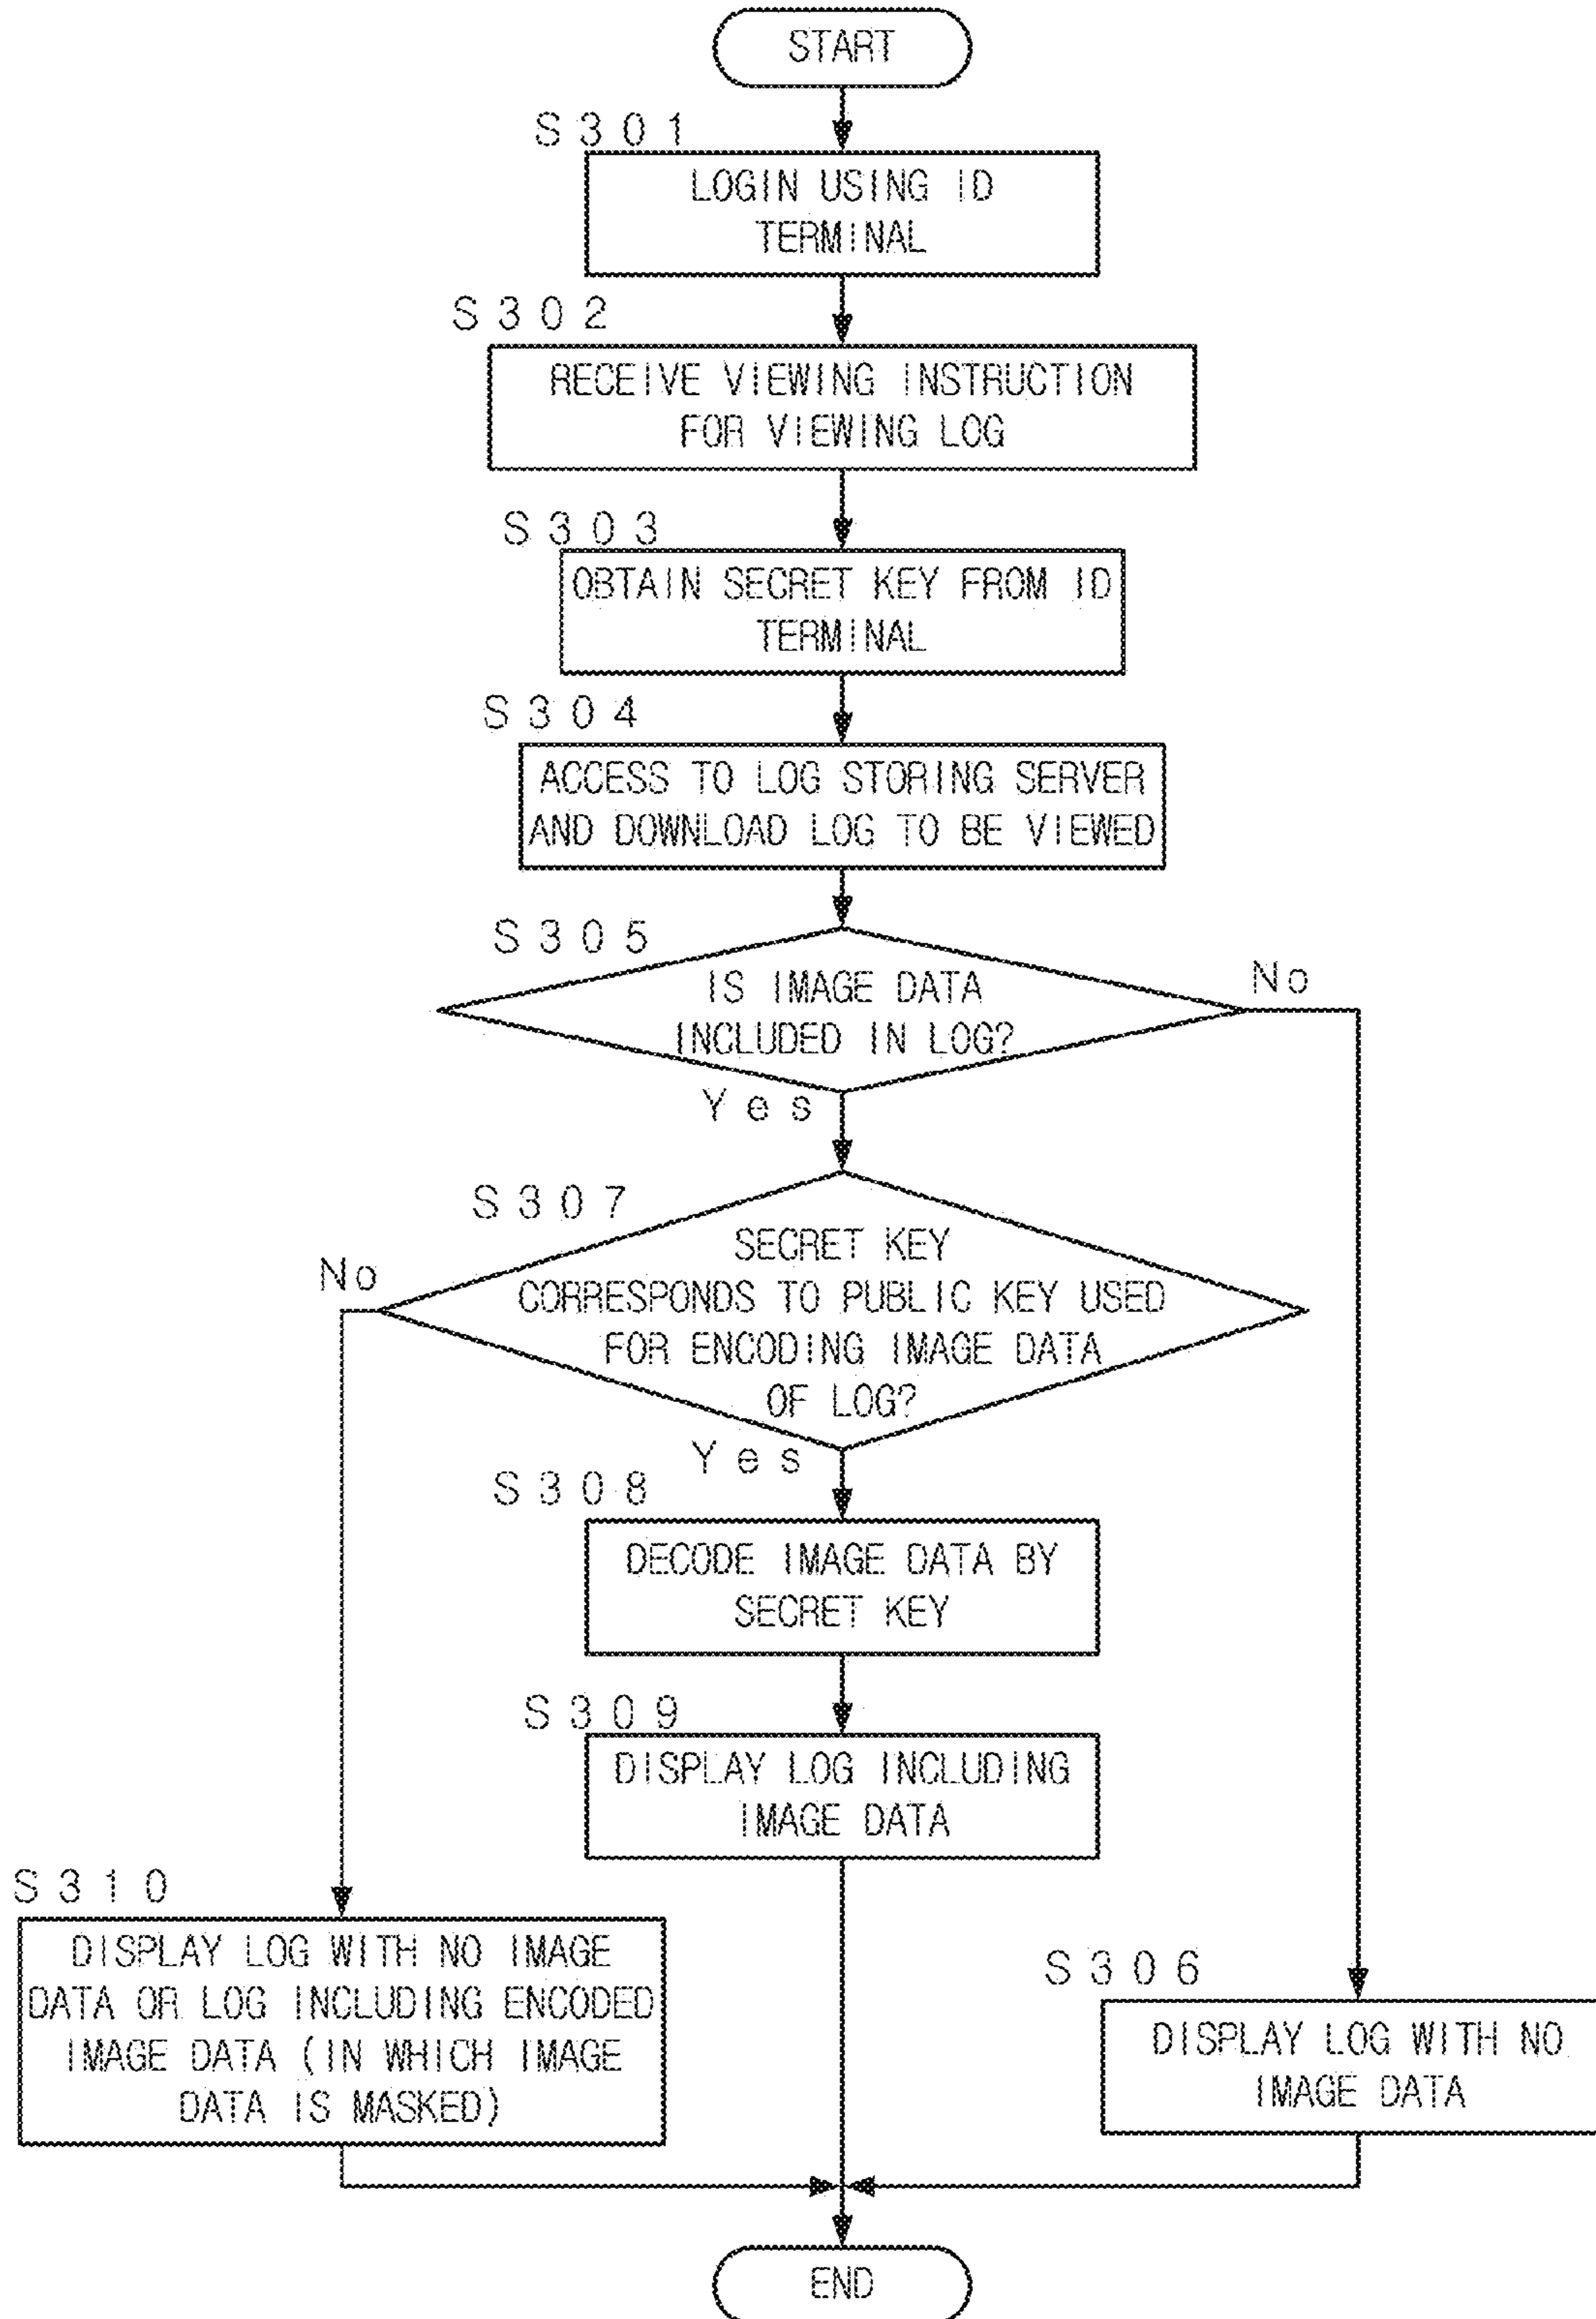 START
S301
LOGIN USING ID
TERMINAL
S302
RECEIVE VIEWING INSTRUCTION
FOR VIEWING LOG
S303
OBTAIN SECRET KEY FROM ID
TERMINAL
S304
ACCESS TO LOG STORING SERVER
AND DOWNLOAD LOG TO BE VIEWED
S305
IS IMAGE DATA
INCLUDED IN LOG?
No
Yes
S307
SECRET KEY
CORRESPONDS TO PUBLIC KEY USED
FOR ENCODING IMAGE DATA
OF LOG?
No
Yes
S308
DECODE IMAGE DATA BY
SECRET KEY
S309
DISPLAY LOG INCLUDING
IMAGE DATA
S310
DISPLAY LOG WITH NO IMAGE
DATA OR LOG INCLUDING ENCODED
IMAGE DATA (IN WHICH IMAGE
DATA IS MASKED)
S306
DISPLAY LOG WITH NO
IMAGE DATA
END